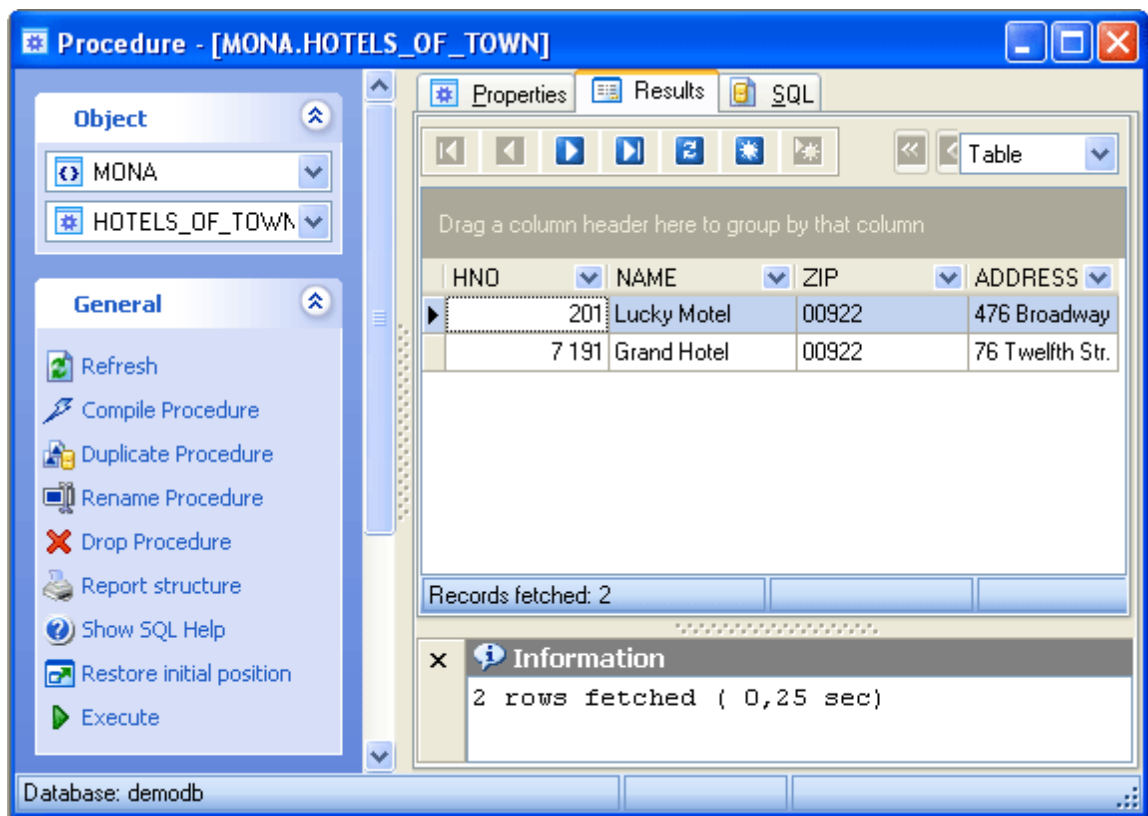 Procedure - [MONA.HOTELS_OF_TOWN]
Object
MONA
HOTELS_OF_TOWN
General
Refresh
Compile Procedure
Duplicate Procedure
Rename Procedure
Drop Procedure
Report structure
Show SQL Help
Restore initial position
Execute
Properties Results SQL
Table
Drag a column header here to group by that column
HNO NAME ZIP ADDRESS
201 Lucky Motel 00922 476 Broadway
7 191 Grand Hotel 00922 76 Twelfth Str.
Records fetched: 2
Information
2 rows fetched ( 0,25 sec)
Database: demodb